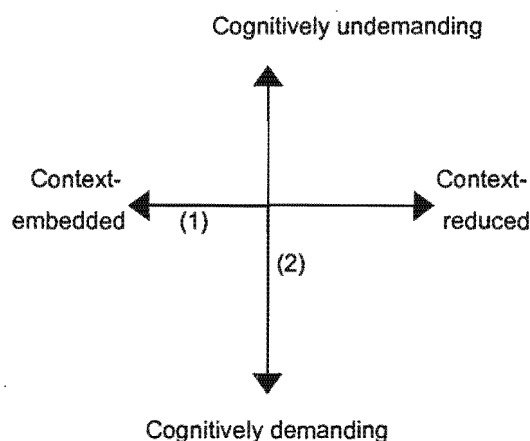 Cognitively undemanding
Context-
embedded
Context-
reduced
(1)
(2)
Cognitively demanding